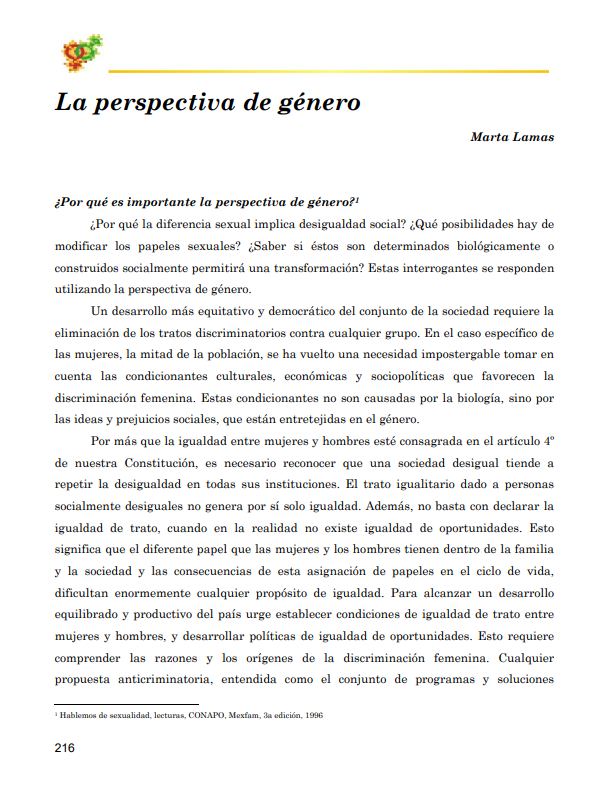 La perspectiva de género
Marta Lamas
¿Por qué es importante la perspectiva de género?¹
¿Por qué la diferencia sexual implica desigualdad social? ¿Qué posibilidades hay de
modificar los papeles sexuales? ¿Saber si éstos son determinados biológicamente o
construidos socialmente permitirá una transformación? Estas interrogantes se responden
utilizando la perspectiva de género.
Un desarrollo más equitativo y democrático del conjunto de la sociedad requiere la
eliminación de los tratos discriminatorios contra cualquier grupo. En el caso específico de
las mujeres, la mitad de la población, se ha vuelto una necesidad impostergable tomar en
cuenta las condicionantes culturales, económicas y sociopolíticas que favorecen la
discriminación femenina. Estas condicionantes no son causadas por la biología, sino por
las ideas y prejuicios sociales, que están entretejidas en el género.
Por más que la igualdad entre mujeres y hombres esté consagrada en el artículo 4º
de nuestra Constitución, es necesario reconocer que una sociedad desigual tiende a
repetir la desigualdad en todas sus instituciones. El trato igualitario dado a personas
socialmente desiguales no genera por sí solo igualdad. Además, no basta con declarar la
igualdad de trato, cuando en la realidad no existe igualdad de oportunidades. Esto
significa que el diferente papel que las mujeres y los hombres tienen dentro de la familia
y la sociedad y las consecuencias de esta asignación de papeles en el ciclo de vida,
dificultan enormemente cualquier propósito de igualdad. Para alcanzar un desarrollo
equilibrado y productivo del país urge establecer condiciones de igualdad de trato entre
mujeres y hombres, y desarrollar políticas de igualdad de oportunidades. Esto requiere
comprender las razones y los orígenes de la discriminación femenina. Cualquier
propuesta anticriminatoria, entendida como el conjunto de programas y soluciones
¹ Hablemos de sexualidad, lecturas, CONAPO, Mexfam, 3a edición, 1996
216